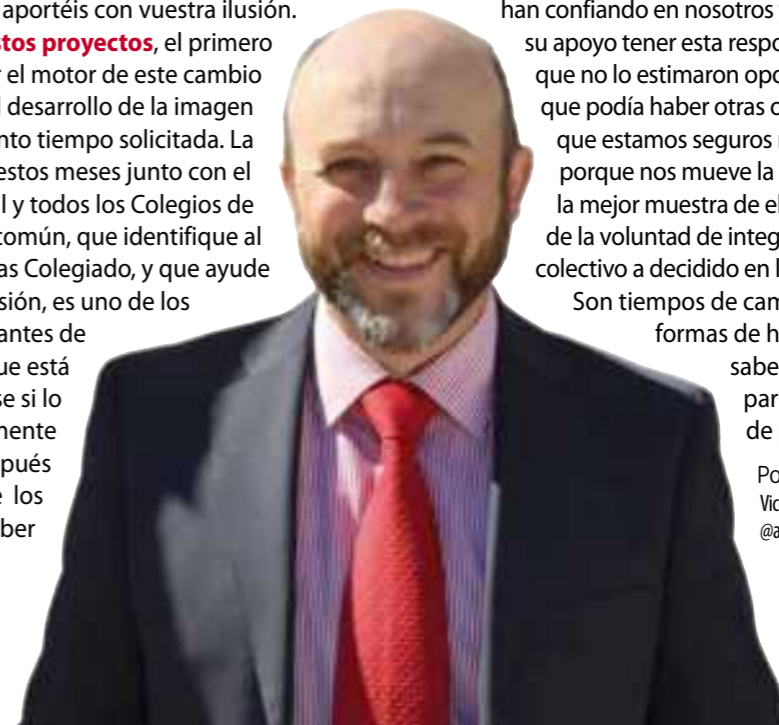 aportéis con vuestra ilusión.
stos proyectos, el primero
r el motor de este cambio
l desarrollo de la imagen
nto tiempo solicitada. La
estos meses junto con el
l y todos los Colegios de
común, que identifique al
as Colegiado, y que ayude
sión, es uno de los
antes de
ue está
se si lo
mente
pués
e los
ber
han confiando en nosotros
su apoyo tener esta respo
que no lo estimaron opo
que podía haber otras o
que estamos seguros
porque nos mueve la
la mejor muestra de el
de la voluntad de integ
colectivo a decidido en l
Son tiempos de cam
formas de h
sabe
par
de
Po
Vic
@a